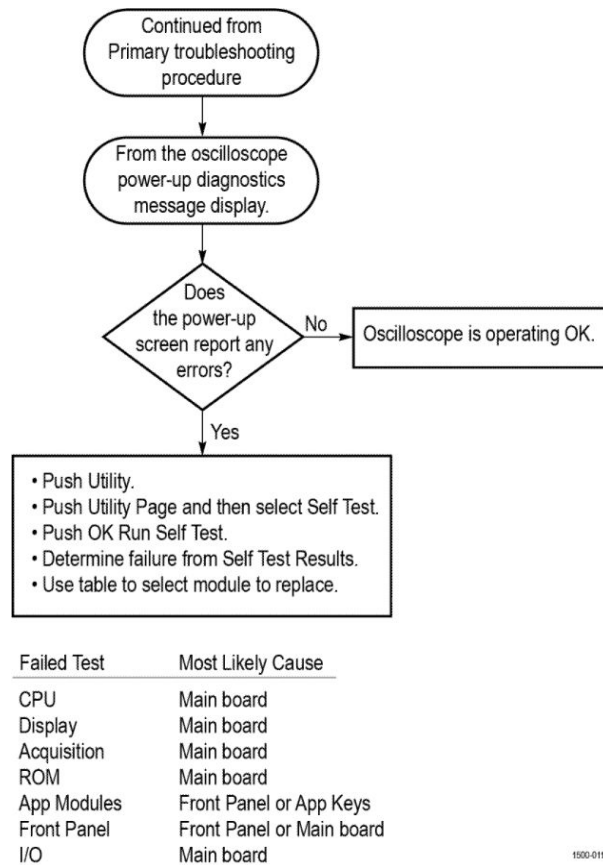 Continued from
Primary troubleshooting
procedure
From the oscilloscope
power-up diagnostics
message display.
Does
the power-up
screen report any
errors?
No
Oscilloscope is operating OK.
Yes
• Push Utility.
• Push Utility Page and then select Self Test.
• Push OK Run Self Test.
• Determine failure from Self Test Results.
• Use table to select module to replace.
Failed Test Most Likely Cause
CPU Main board
Display Main board
Acquisition Main board
ROM Main board
App Modules Front Panel or App Keys
Front Panel Front Panel or Main board
I/O Main board